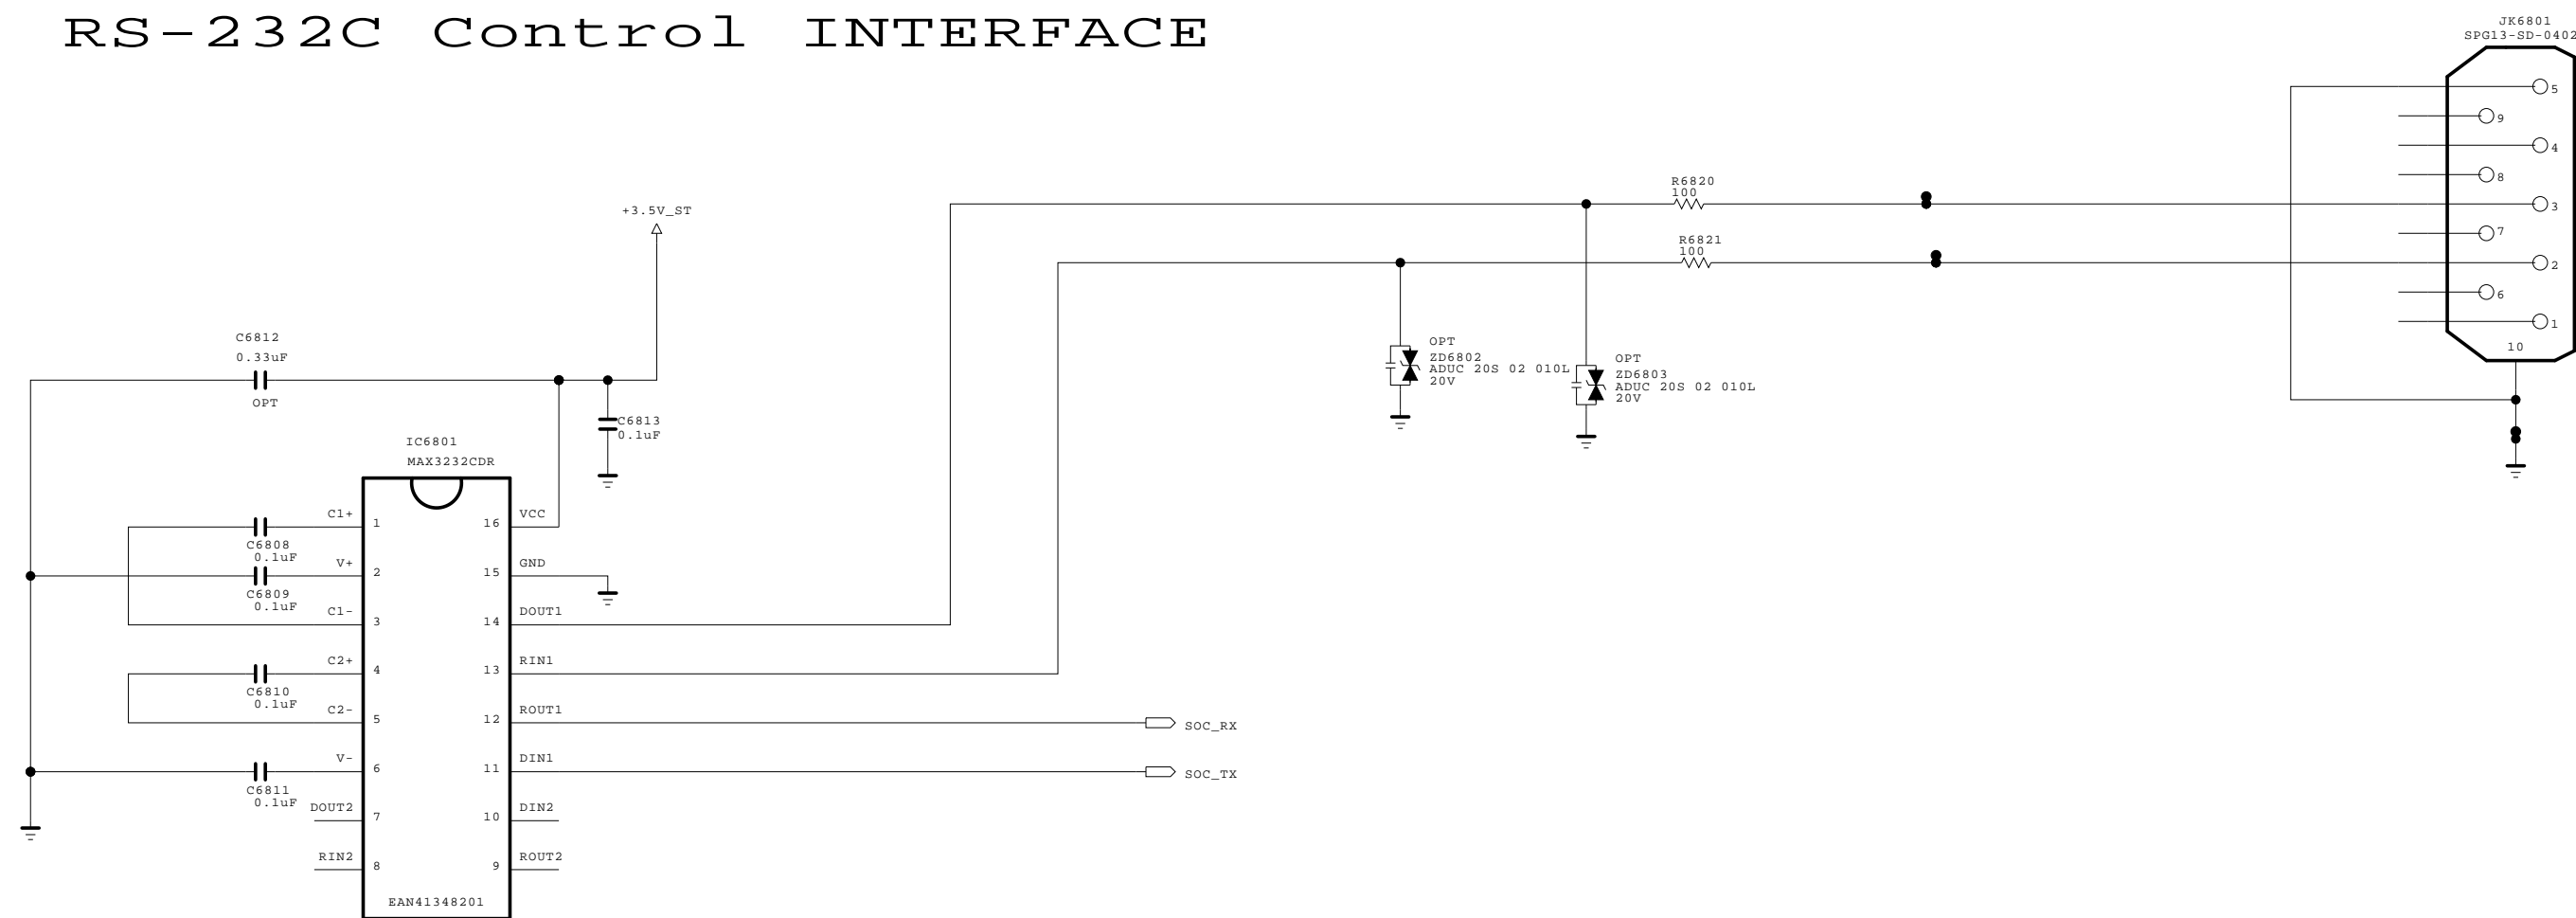 RS-232C Control INTERFACE
JK6801
SPG13-SD-0402
5
9
4
8
3
7
2
6
1
10
R6820
100
R6821
100
+3.5V_ST
C6812
0.33uF
OPT
C6813
0.1uF
OPT
ZD6802
ADUC 20S 02 010L
20V
OPT
ZD6803
ADUC 20S 02 010L
20V
IC6801
MAX3232CDR
C1+
1
16
VCC
C6808
0.1uF
V+
2
15
GND
C6809
0.1uF
C1-
3
14
DOUT1
C2+
4
13
RIN1
C6810
0.1uF
C2-
5
12
ROUT1
SOC_RX
V-
6
11
DIN1
SOC_TX
C6811
0.1uF
DOUT2
7
10
DIN2
RIN2
8
9
ROUT2
EAN41348201